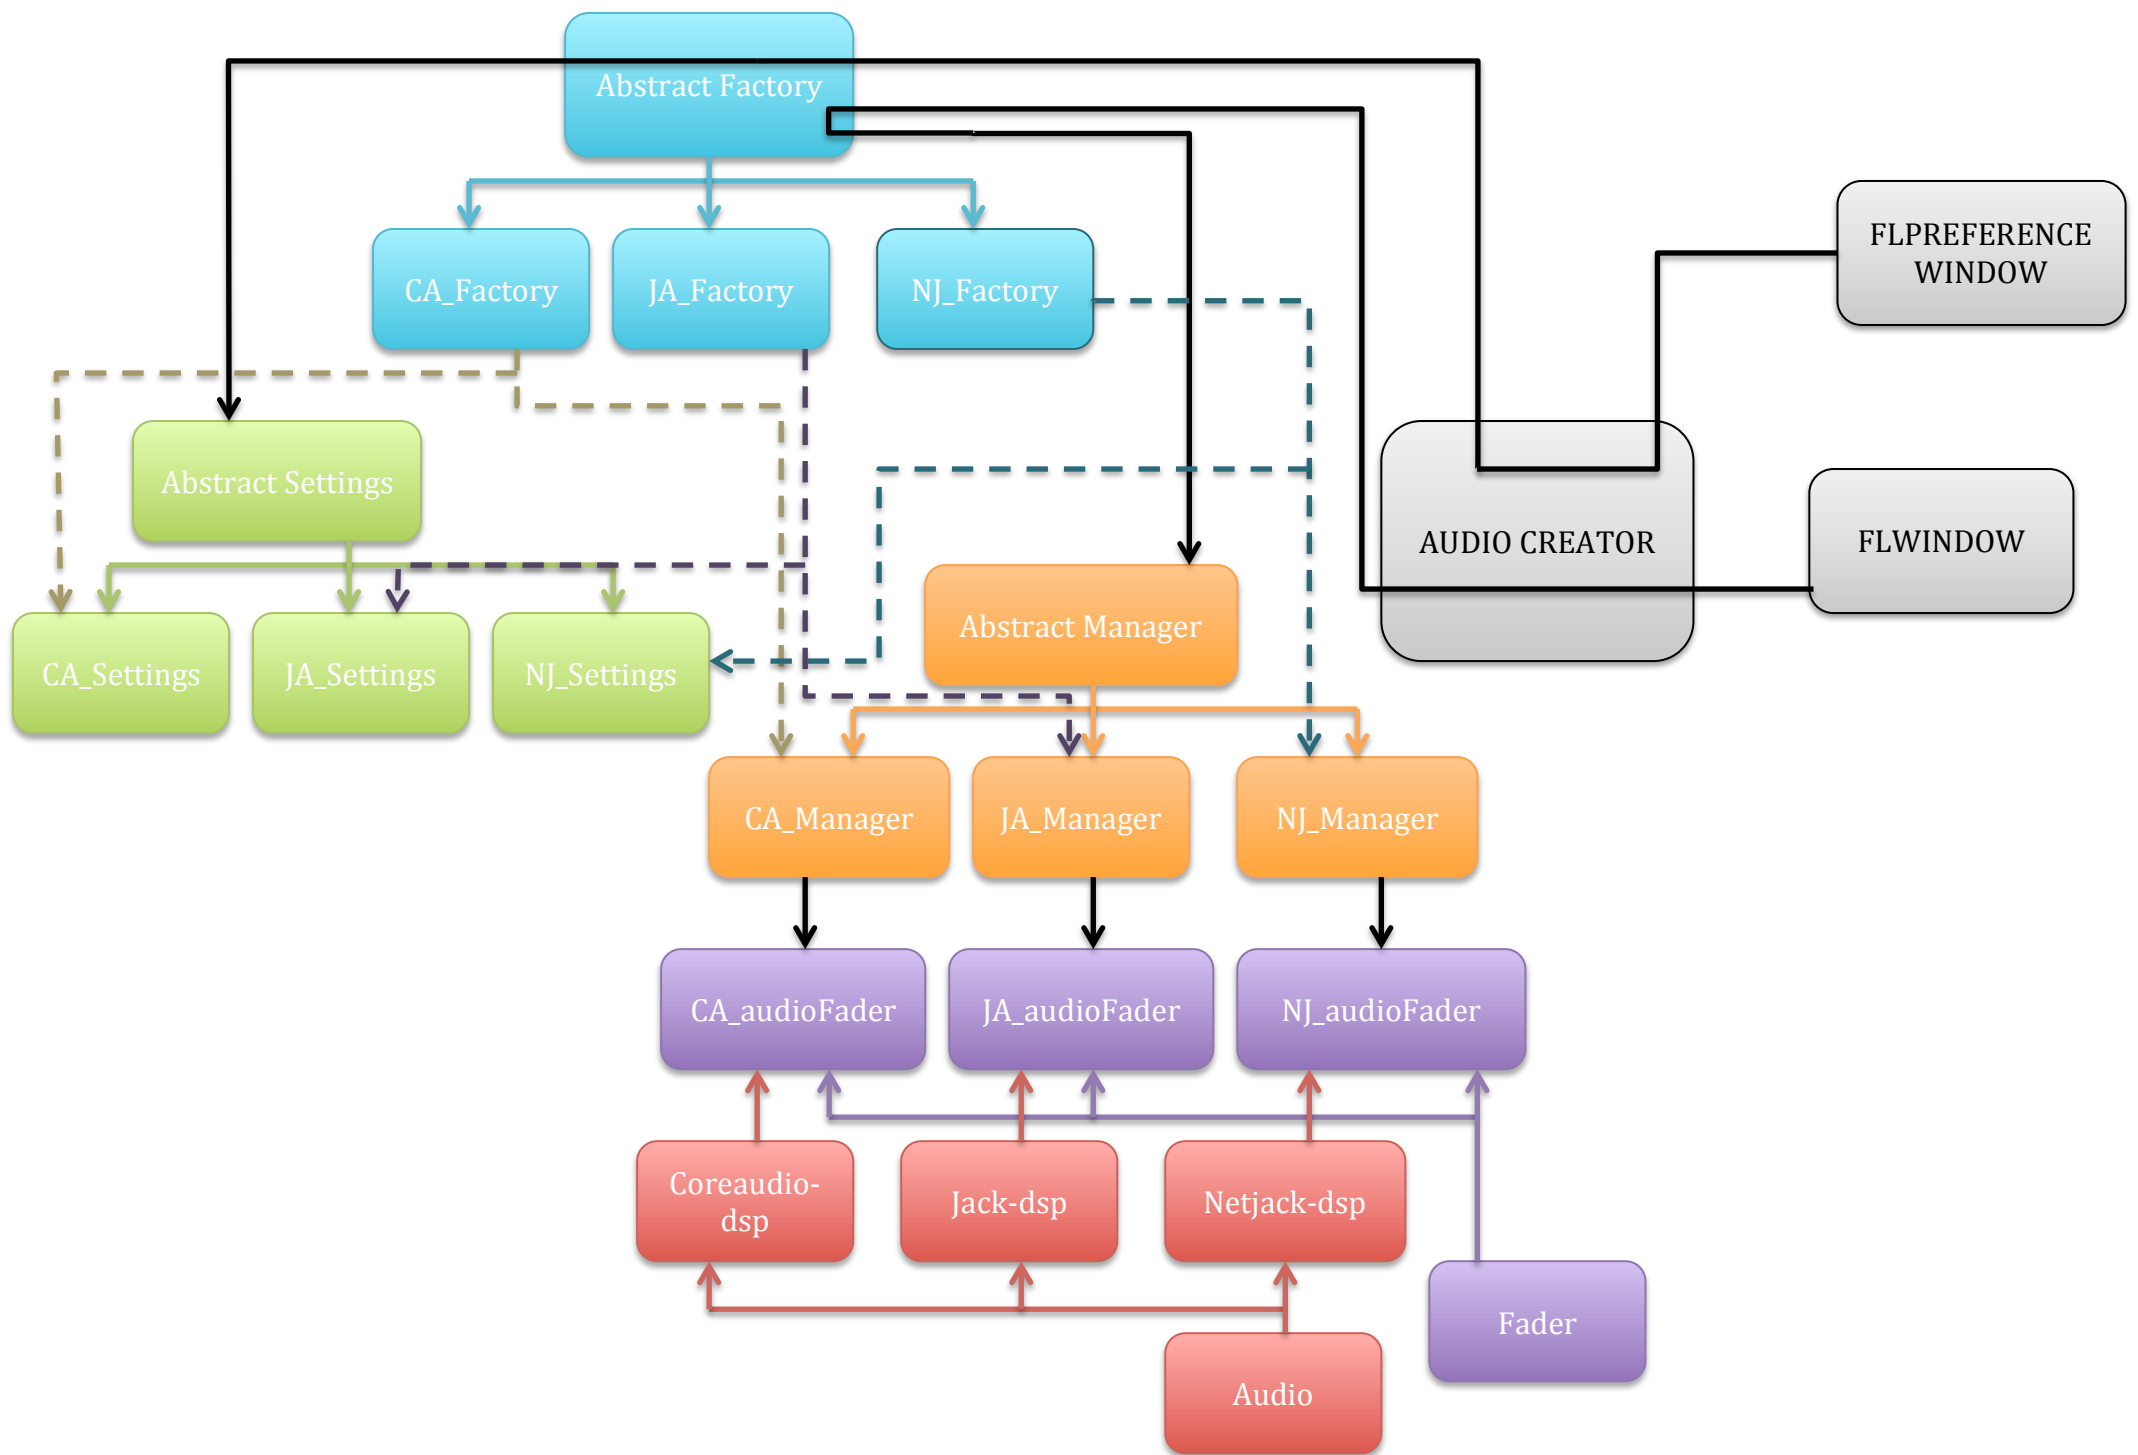 Abstract Factory
FLPREFERENCE
WINDOW
CA_Factory
JA_Factory
NJ_Factory
Abstract Settings
AUDIO CREATOR
FLWINDOW
Abstract Manager
CA_Settings
JA_Settings
NJ_Settings
CA_Manager
JA_Manager
NJ_Manager
CA_audioFader
JA_audioFader
NJ_audioFader
Coreaudio-
dsp
Jack-dsp
Netjack-dsp
Fader
Audio